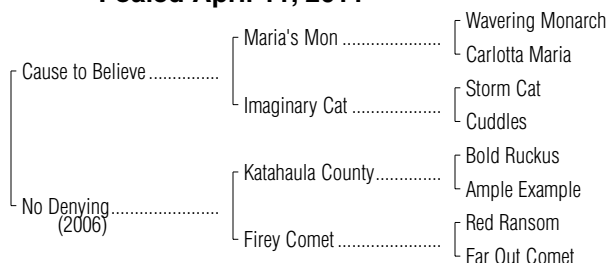 Foaled April 11, 2017
Wavering Monarch
Maria's Mon
Carlotta Maria
Cause to Believe
Storm Cat
Imaginary Cat
Cuddles
Bold Ruckus
Katahaula County
Ample Example
No Denying
(2006)
Red Ransom
Firey Comet
Far Out Comet